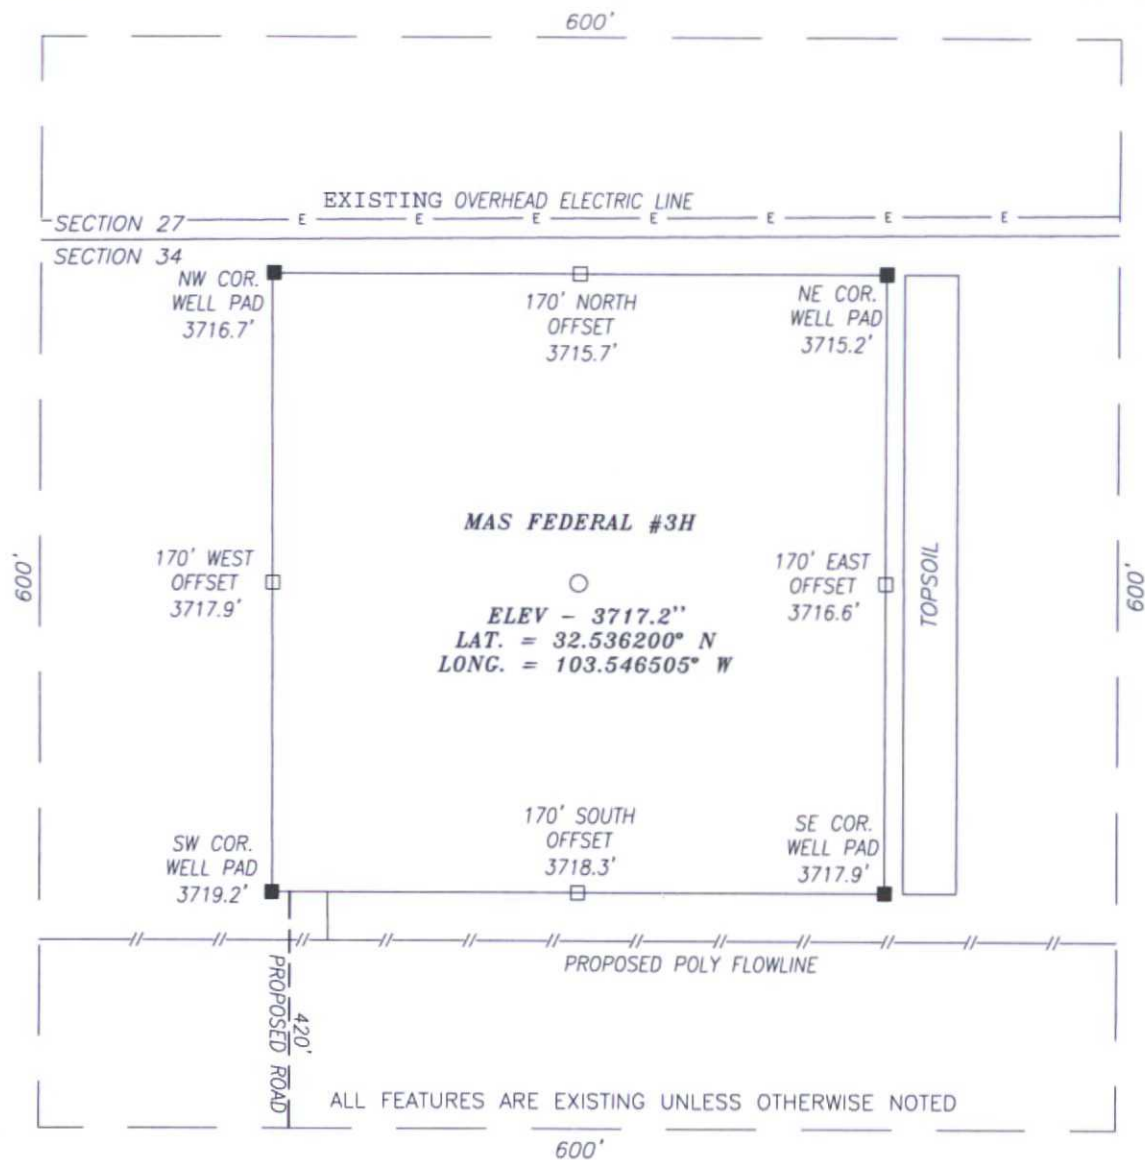 600'
EXISTING OVERHEAD ELECTRIC LINE
SECTION 27
E E E E E E E
SECTION 34
NW COR.
WELL PAD
3716.7'
170' NORTH
OFFSET
3715.7'
NE COR.
WELL PAD
3715.2'
600'
170' WEST
OFFSET
3717.9'
MAS FEDERAL #3H
ELEV - 3717.2''
LAT. = 32.536200° N
LONG. = 103.546505° W
170' EAST
OFFSET
3716.6'
TOPSOIL
600'
SW COR.
WELL PAD
3719.2'
170' SOUTH
OFFSET
3718.3'
SE COR.
WELL PAD
3717.9'
PROPOSED POLY FLOWLINE
PROPOSED ROAD
420'
ALL FEATURES ARE EXISTING UNLESS OTHERWISE NOTED
600'